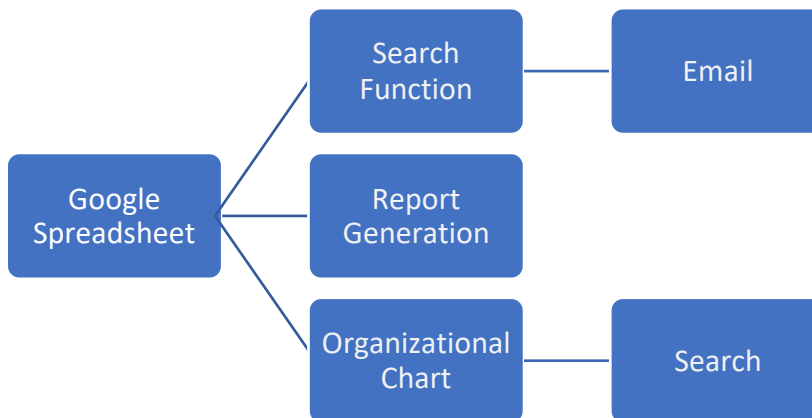 Google
Spreadsheet
Search
Function
Email
Report
Generation
Organizational
Chart
Search